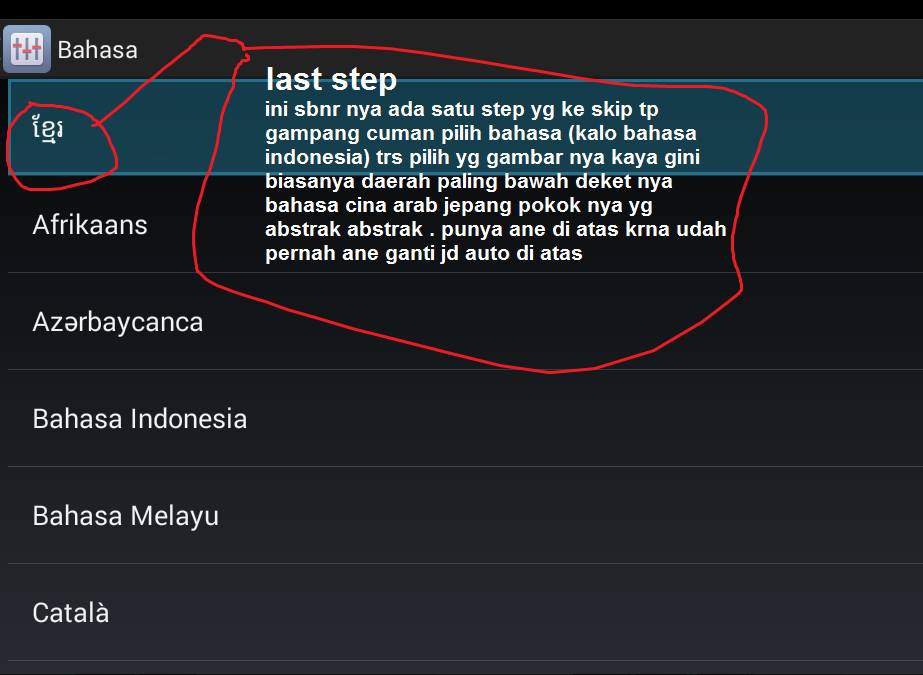 Bahasa
last step
ខ្មែរ
ini sbnr nya ada satu step yg ke skip tp
gampang cuman pilih bahasa (kalo bahasa
indonesia) trs pilih yg gambar nya kaya gini
biasanya daerah paling bawah deket nya
bahasa cina arab jepang pokok nya yg
abstrak abstrak . punya ane di atas krna udah
pernah ane ganti jd auto di atas
Afrikaans
Azərbaycanca
Bahasa Indonesia
Bahasa Melayu
Català